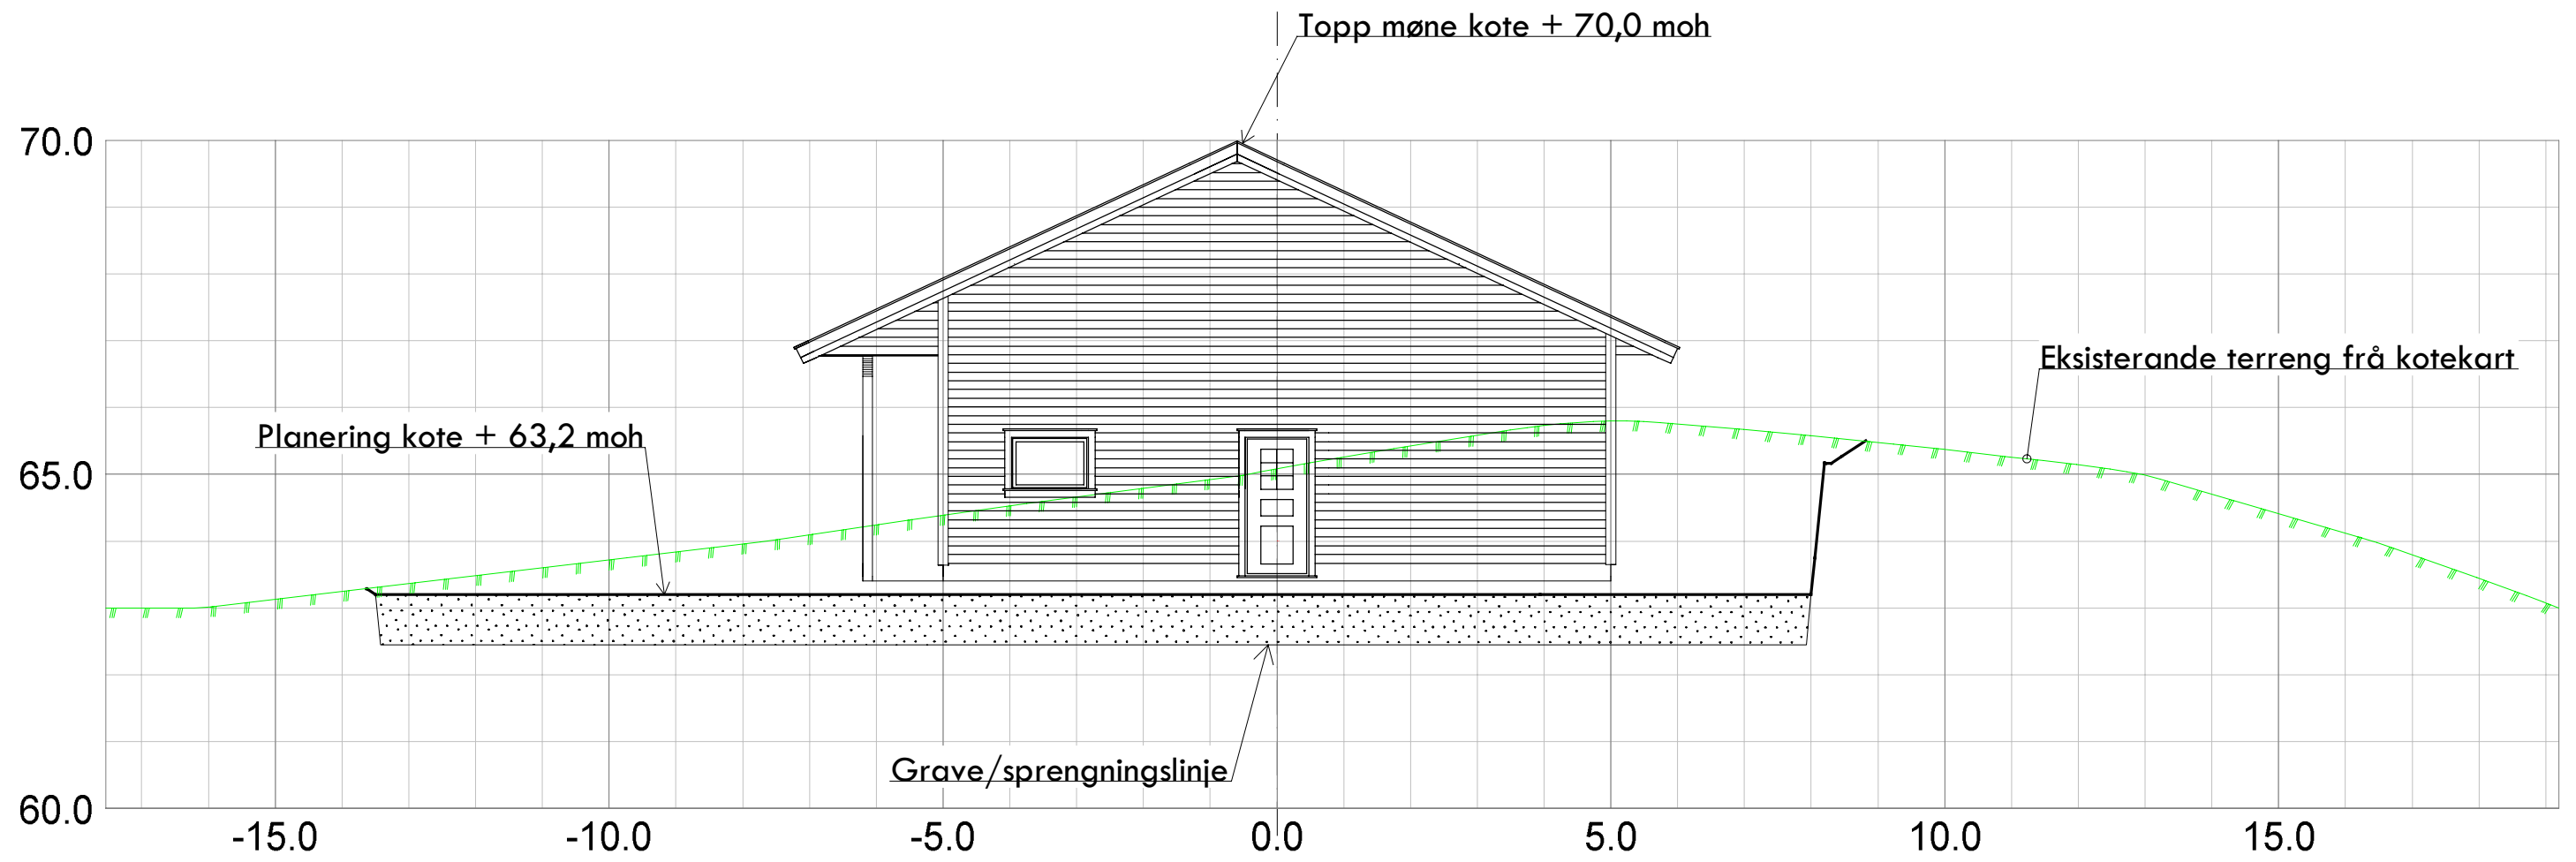 Topp møne kote + 70,0 moh
70.0
Eksisterande terreng frå kotekart
Planering kote + 63,2 moh
65.0
Grave/sprengningslinje
60.0
-15.0 -10.0 -5.0 0.0 5.0 10.0 15.0